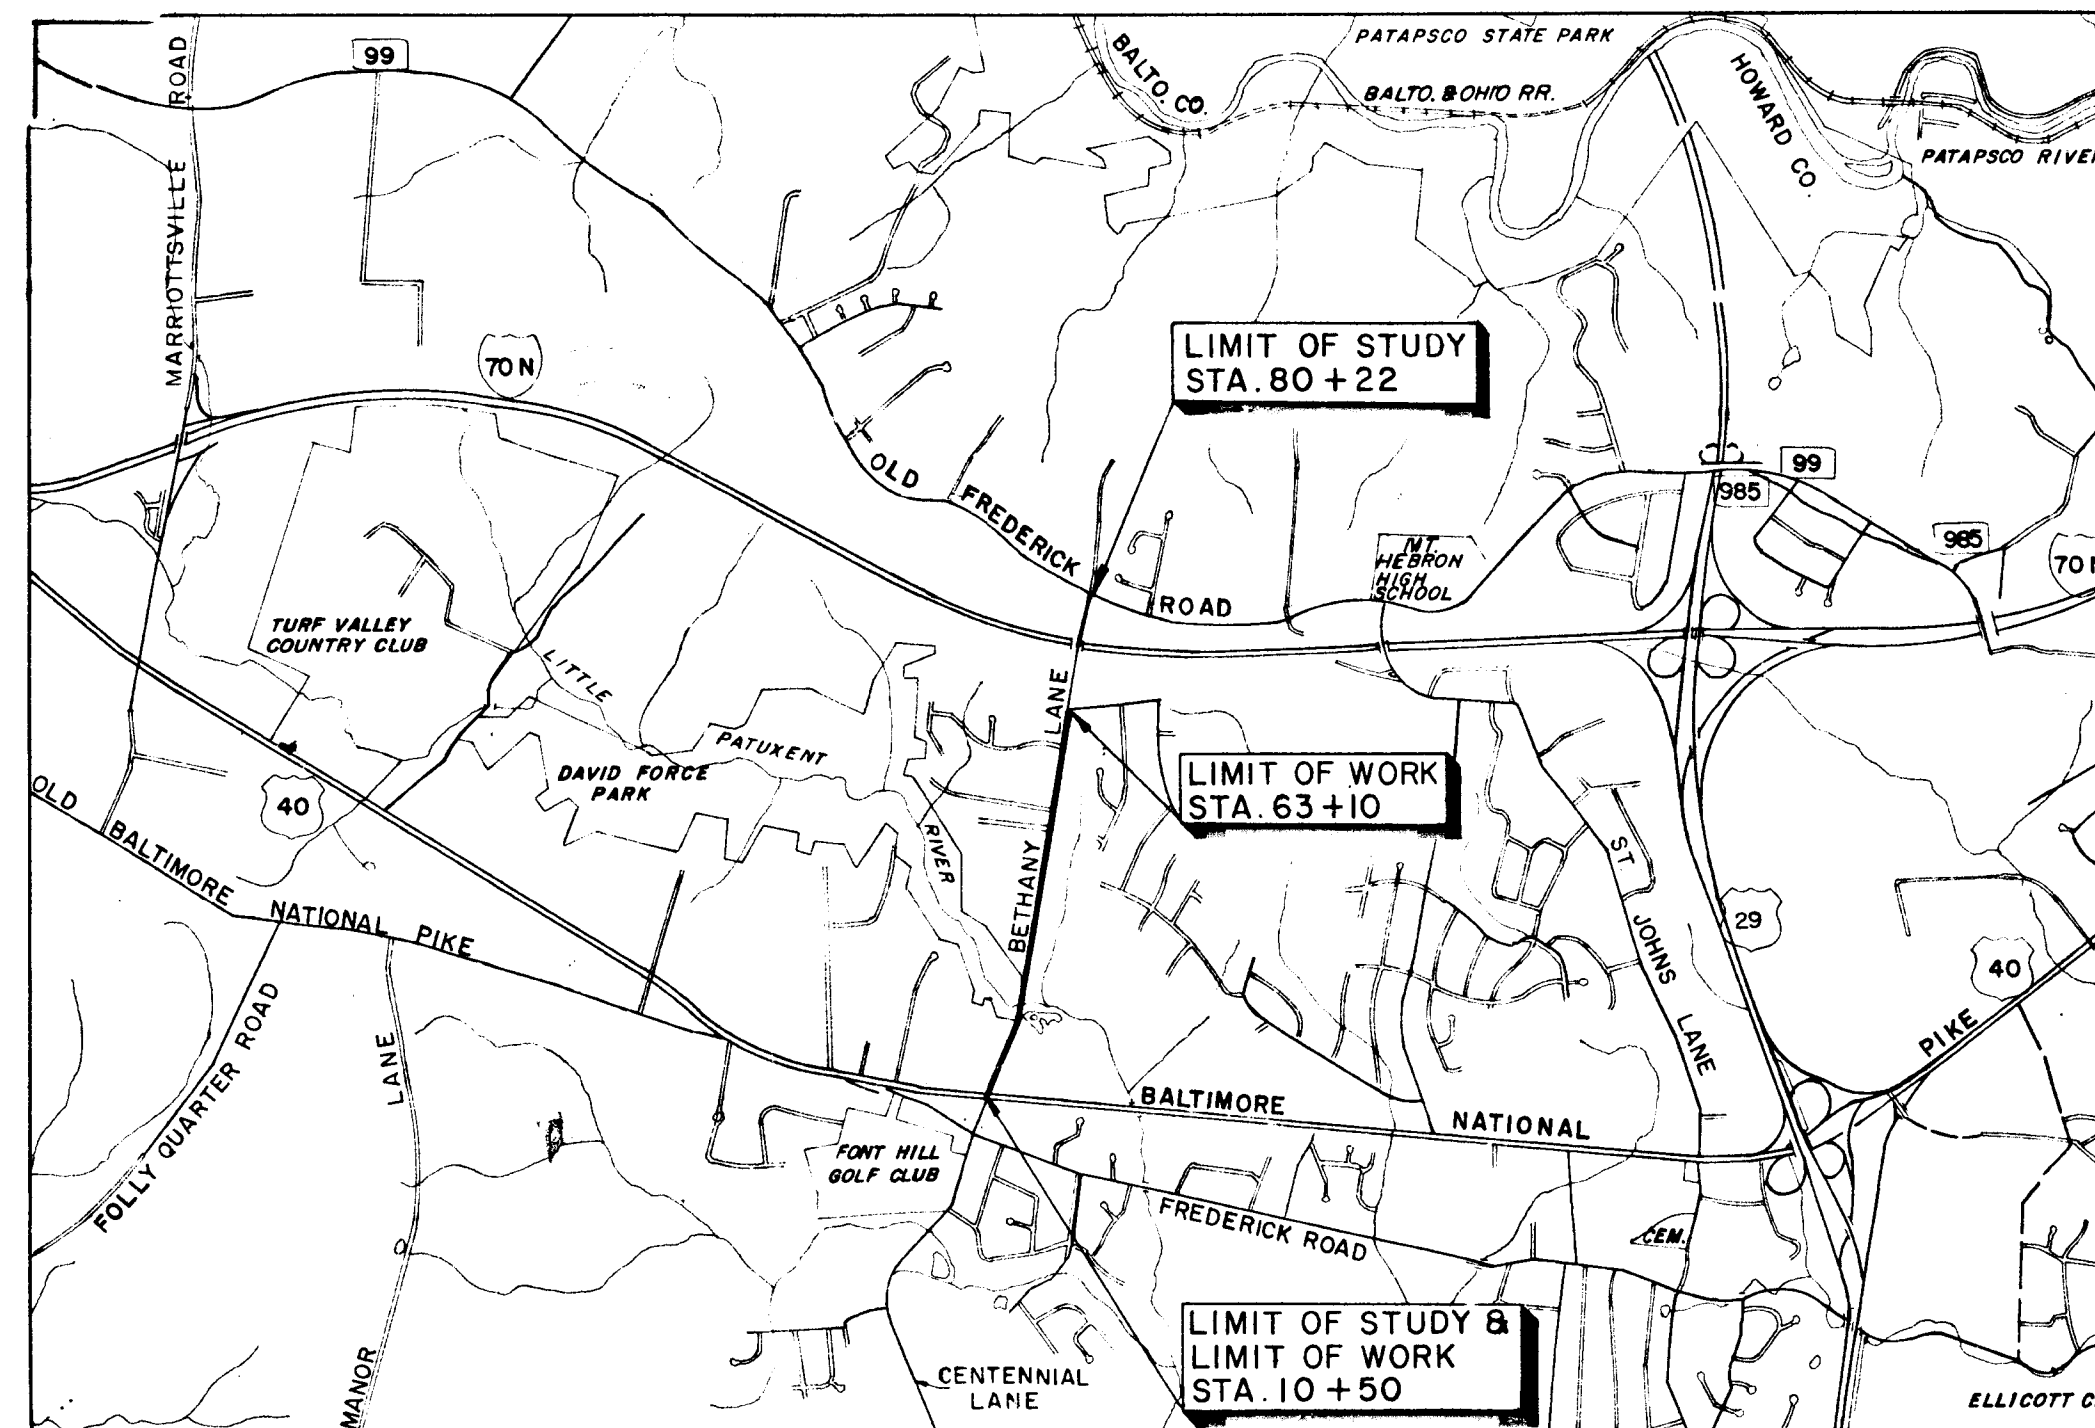 MARRIOTTSVILLE ROAD
99
BALTO. CO.
PATAPSCO STATE PARK
BALTO. & OHIO RR.
HOWARD CO.
PATAPSCO RIVER
70 N
LIMIT OF STUDY
STA. 80+22
OLD FREDERICK ROAD
99
985
985
70 N
MT.
HEBRON
HIGH
SCHOOL
TURF VALLEY
COUNTRY CLUB
LITTLE PATUXENT RIVER
DAVID FORCE
PARK
BETHANY LANE
LIMIT OF WORK
STA. 63+10
40
OLD BALTIMORE NATIONAL PIKE
ST. JOHNS LANE
29
40
FOLLY QUARTER ROAD
MANOR LANE
BALTIMORE NATIONAL PIKE
FONT HILL
GOLF CLUB
FREDERICK ROAD
CEM.
CENTENNIAL
LANE
LIMIT OF STUDY &
LIMIT OF WORK
STA. 10+50
ELLICOTT C